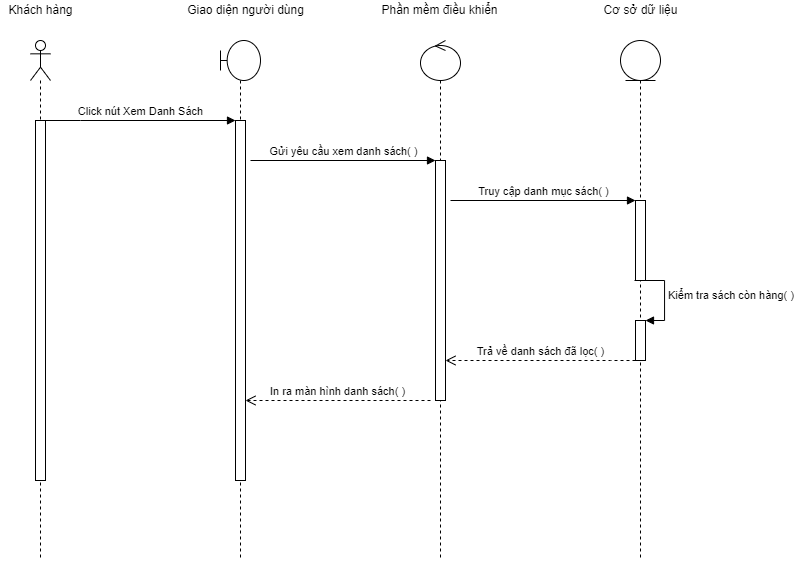 Khách hàng
Giao diện người dùng
Phần mềm điều khiển
Cơ sở dữ liệu
Click nút Xem Danh Sách
Gửi yêu cầu xem danh sách( )
Truy cập danh mục sách( )
Kiểm tra sách còn hàng( )
Trả về danh sách đã lọc( )
In ra màn hình danh sách( )